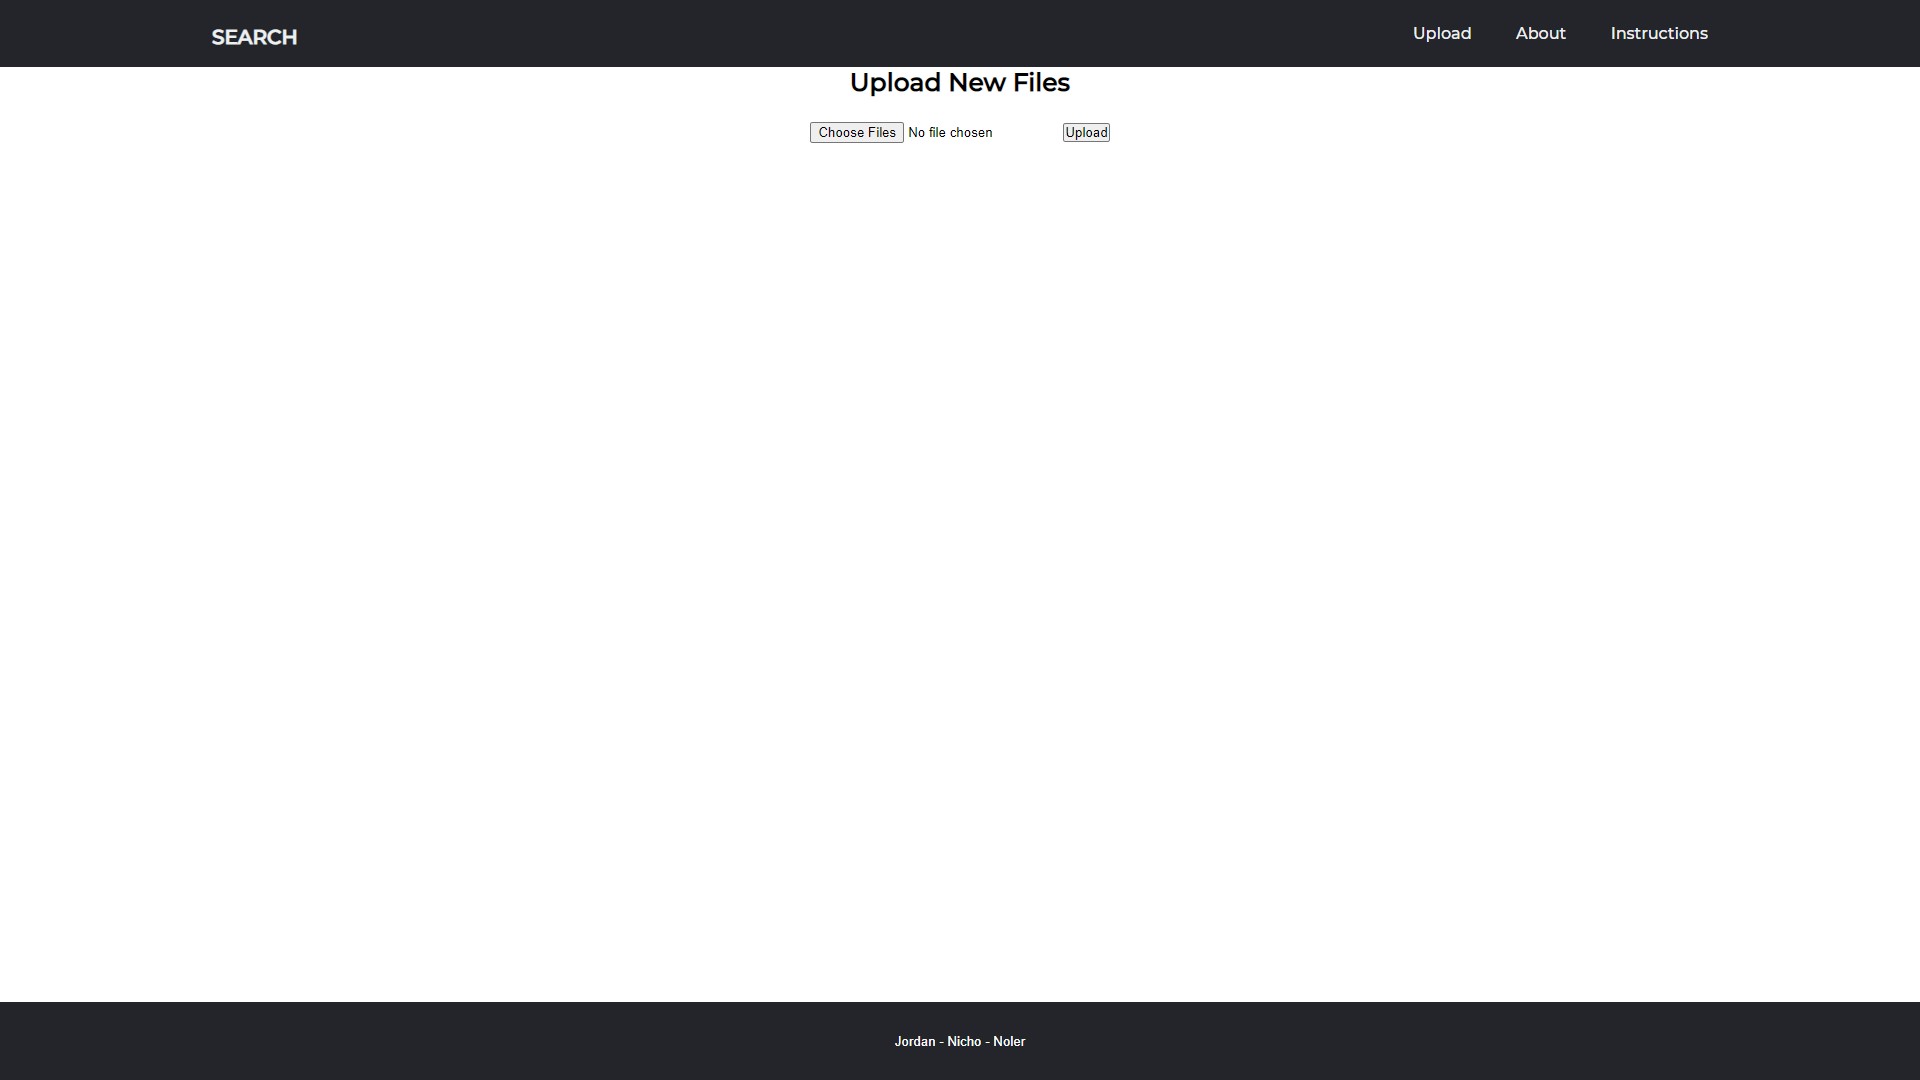 SEARCH
Upload About Instructions
Upload New Files
Choose Files No file chosen Upload
Jordan - Nicho - Noler